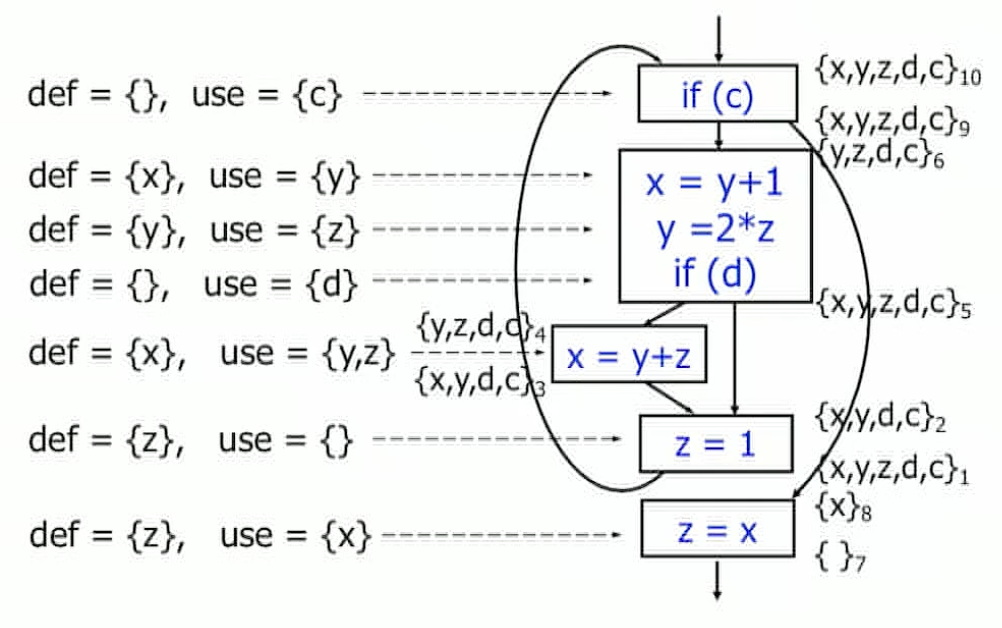 def = {}, use = {c}
if (c)
{x,y,z,d,c}10
{x,y,z,d,c}9
{y,z,d,c}6
def = {x}, use = {y}
x = y+1
def = {y}, use = {z}
y =2*z
def = {}, use = {d}
if (d)
{x,y,z,d,c}5
{y,z,d,c}4
def = {x}, use = {y,z}
x = y+z
{x,y,d,c}3
{x,y,d,c}2
def = {z}, use = {}
z = 1
{x,y,z,d,c}1
{x}8
def = {z}, use = {x}
z = x
{ }7